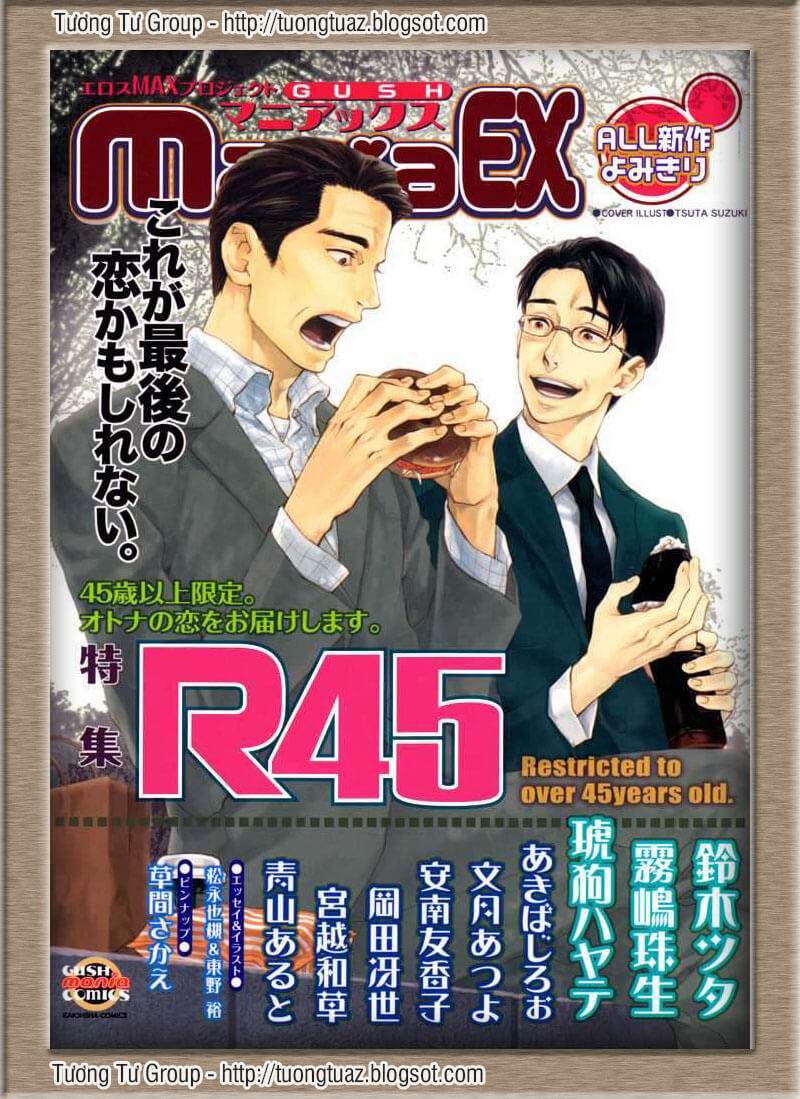 Tương Tư Group - http://tuongtuaz.blogsot.com
エロスMAXプロジェクト GUSH
マニアックス
EX
ALL新作
よみきり
●COVER ILLUST●TSUTA SUZUKI
これが最後の
恋かもしれない。
45歳以上限定。
オトナの恋をお届けします。
特集
R45
Restricted to
over 45years old.
鈴木ツタ
霧嶋珠生
琥狗ハヤテ
あきばじろぉ
文月あつよ
安南友香子
岡田冴世
宮越和草
青山あると
●エッセイ&イラスト●
松永也槻&東野裕
●ピンナップ●
草間さかえ
GUSH
mania
COMICS
KAIOHSHA COMICS
Tương Tư Group - http://tuongtuaz.blogsot.com